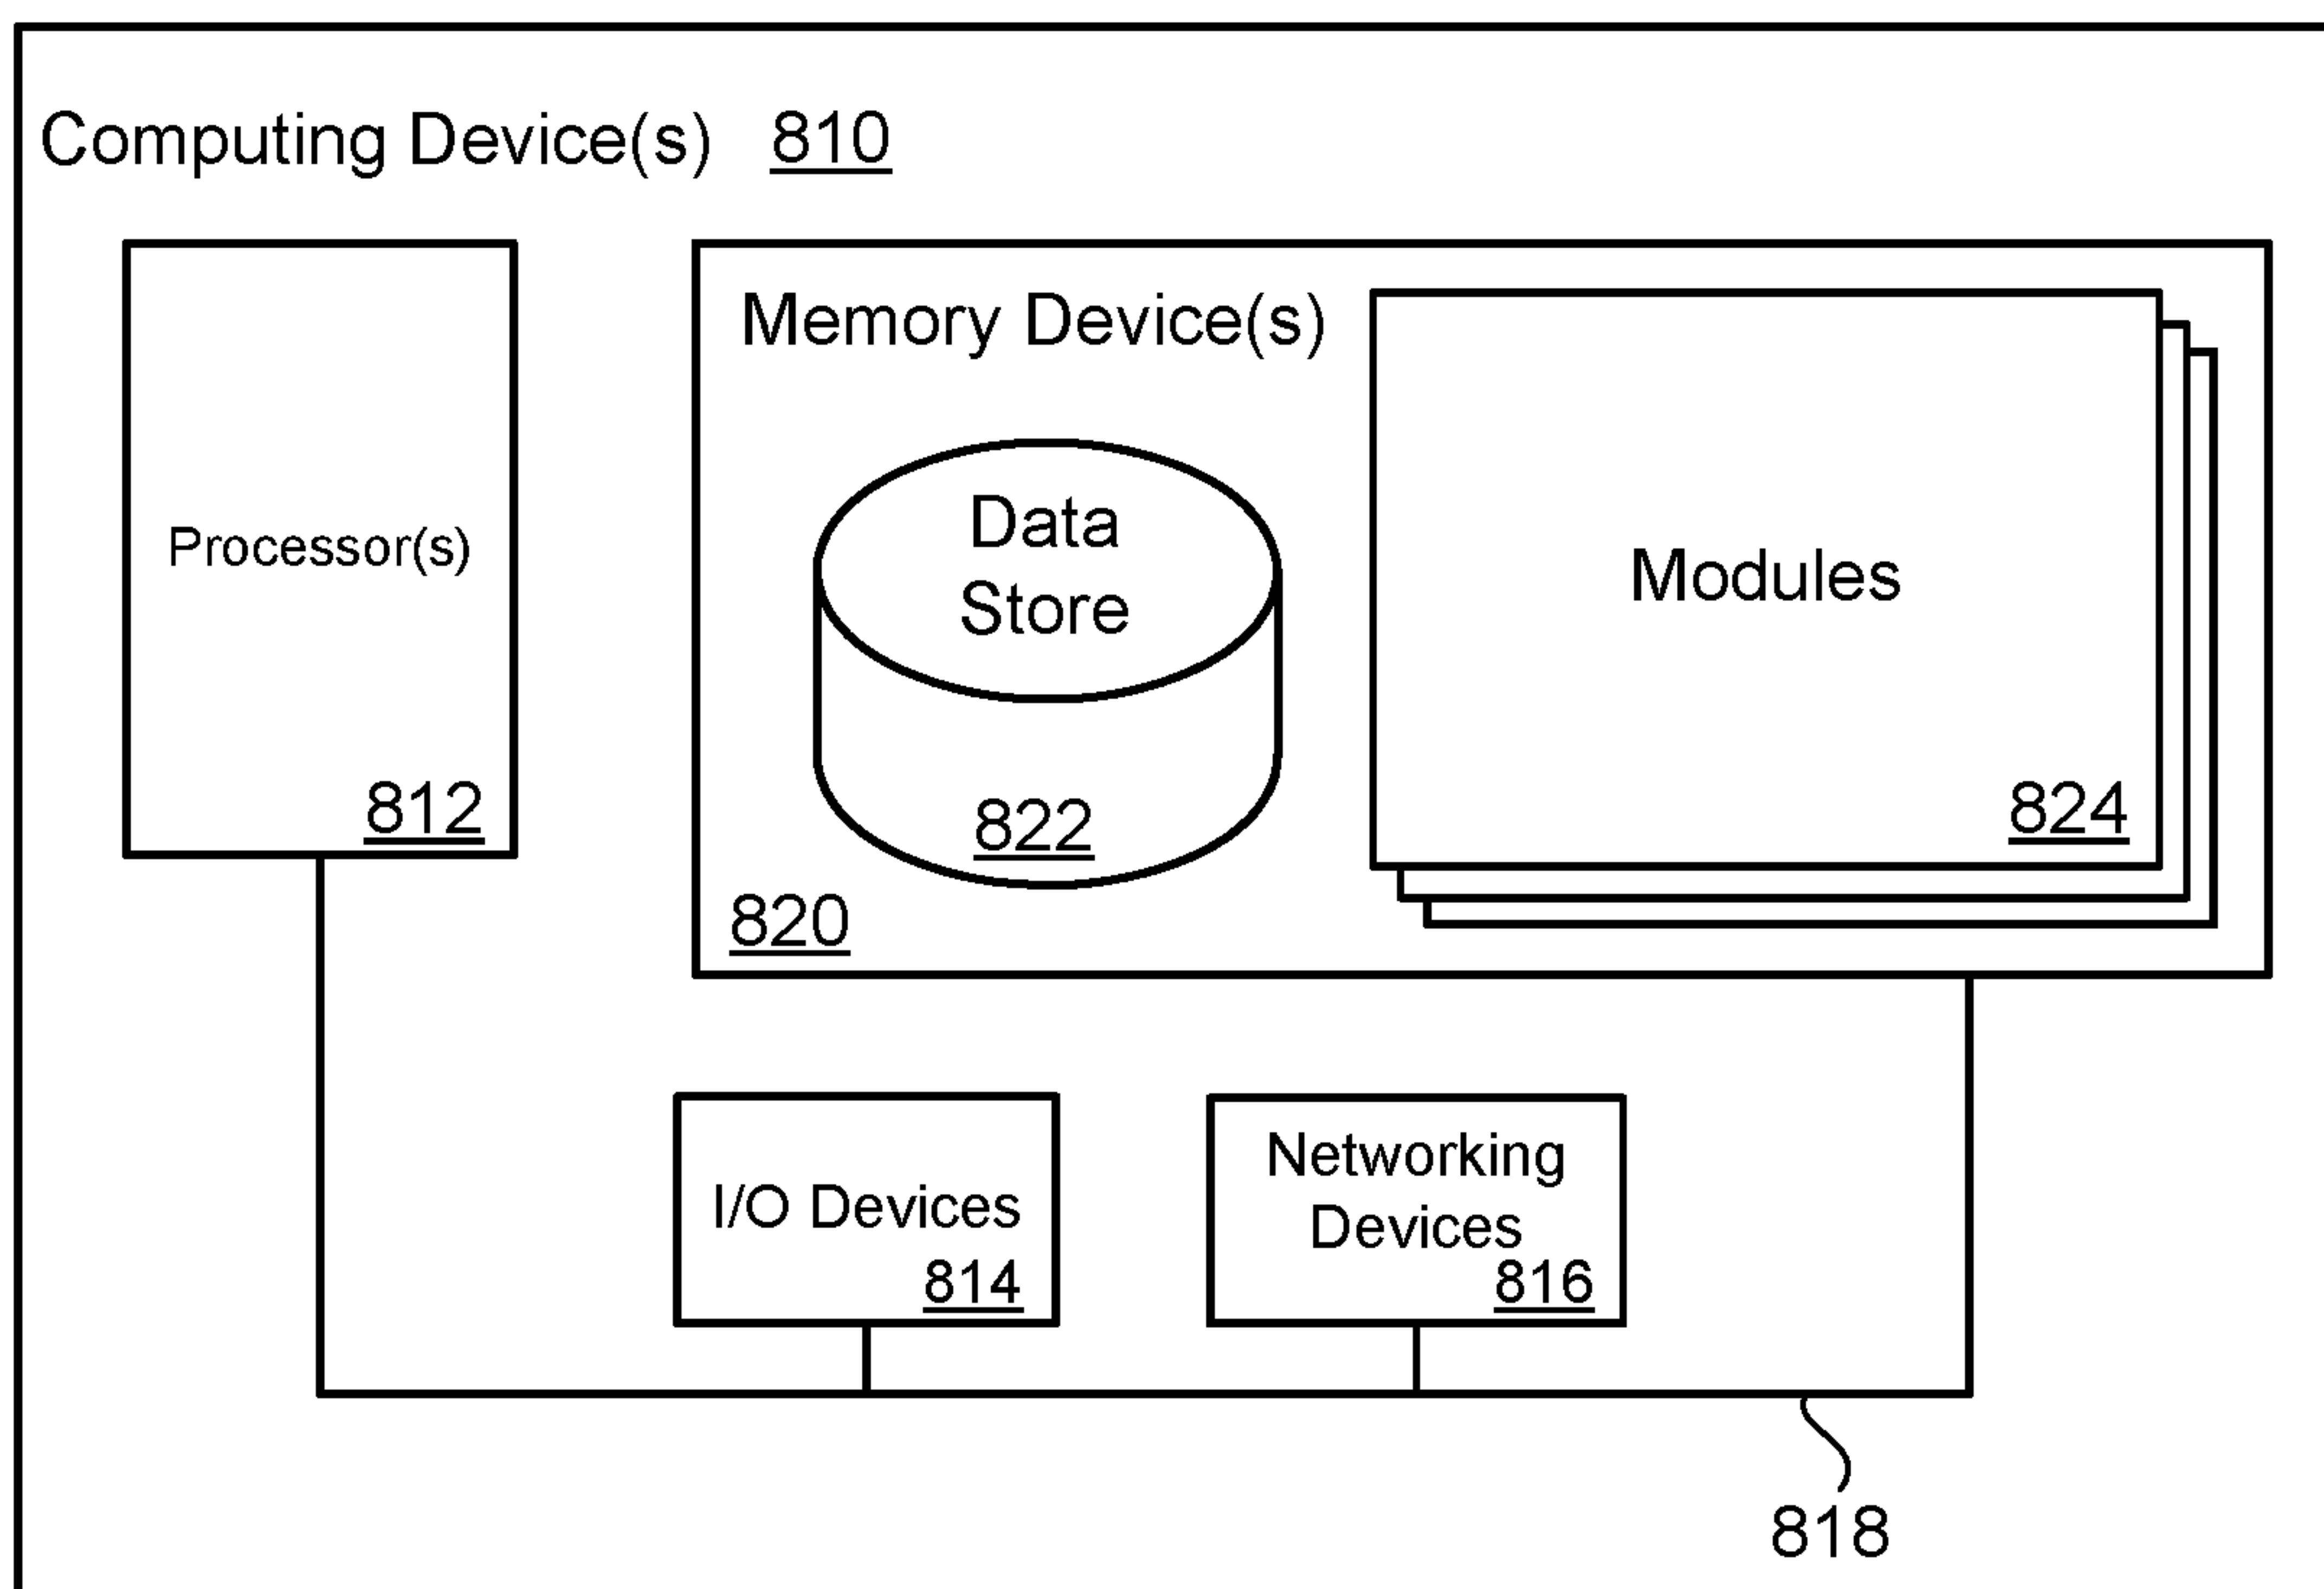 Computing Device(s) 810
Processor(s)
812
Memory Device(s)
Data
Store
822
820
Modules
824
I/O Devices
814
Networking
Devices
816
818